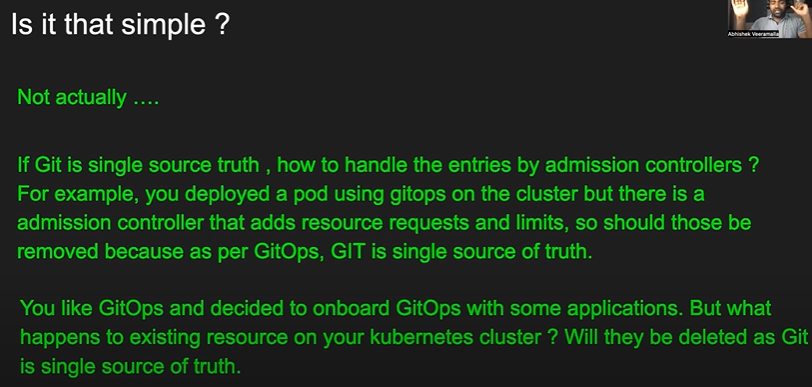 Is it that simple ?
Abhishek Veeramalla
Not actually ....
If Git is single source truth , how to handle the entries by admission controllers ?
For example, you deployed a pod using gitops on the cluster but there is a
admission controller that adds resource requests and limits, so should those be
removed because as per GitOps, GIT is single source of truth.
You like GitOps and decided to onboard GitOps with some applications. But what
happens to existing resource on your kubernetes cluster ? Will they be deleted as Git
is single source of truth.